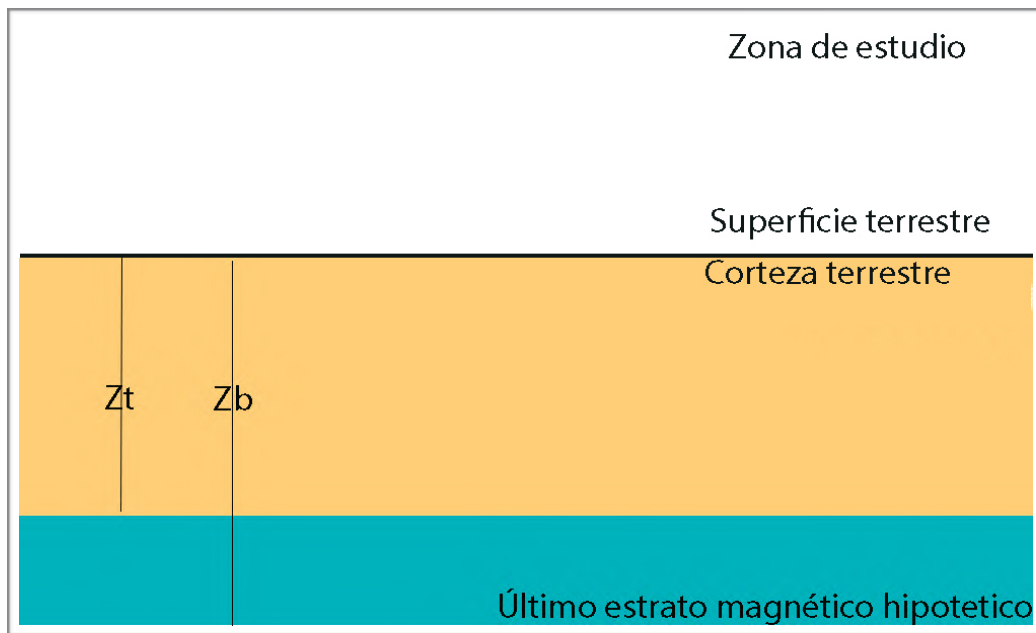 Zona de estudio
Superficie terrestre
Corteza terrestre
Zt Zb
Último estrato magnético hipotetico